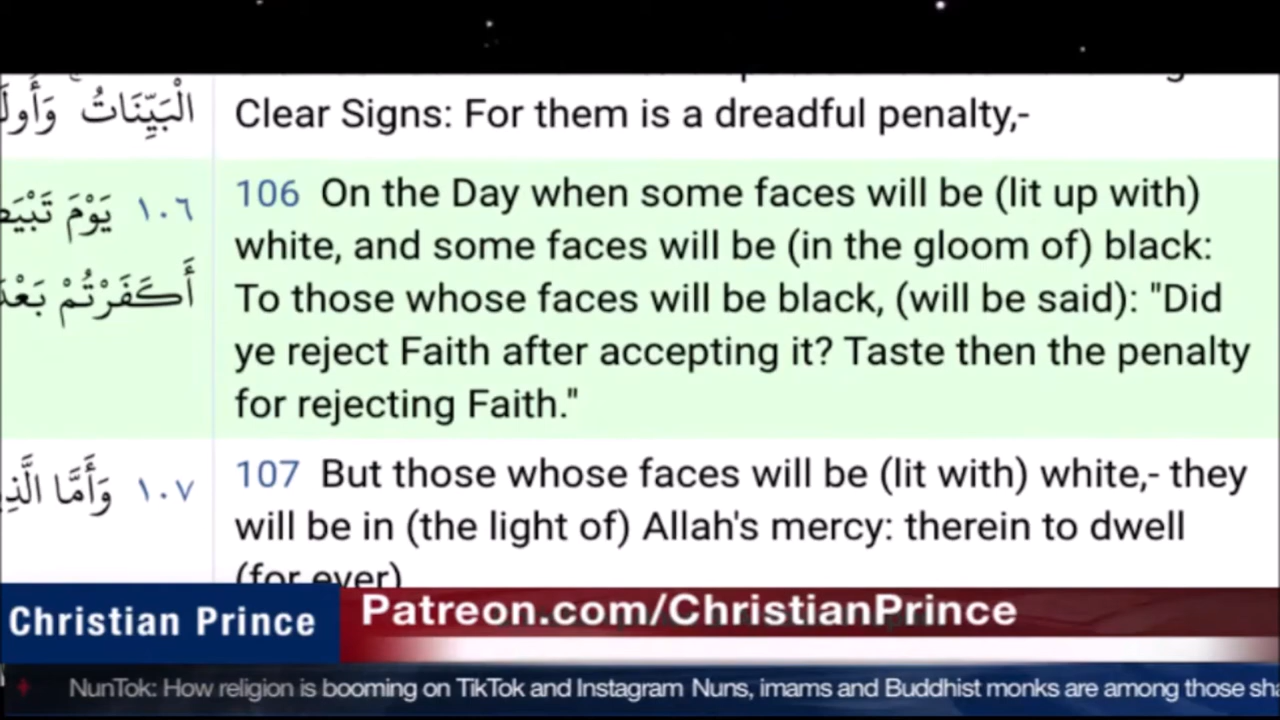 الْبَيِّنَاتُ ۚ
Clear Signs: For them is a dreadful penalty,-
١٠٦ يَوْمَ
106 On the Day when some faces will be (lit up with)
white, and some faces will be (in the gloom of) black:
أَكَفَرْتُمْ
To those whose faces will be black, (will be said): "Did
ye reject Faith after accepting it? Taste then the penalty
for rejecting Faith."
١٠٧ وَأَمَّا
107 But those whose faces will be (lit with) white,- they
will be in (the light of) Allah's mercy: therein to dwell
(for ever)
Christian Prince
Patreon.com/ChristianPrince
NunTok: How religion is booming on TikTok and Instagram Nuns, imams and Buddhist monks are among those